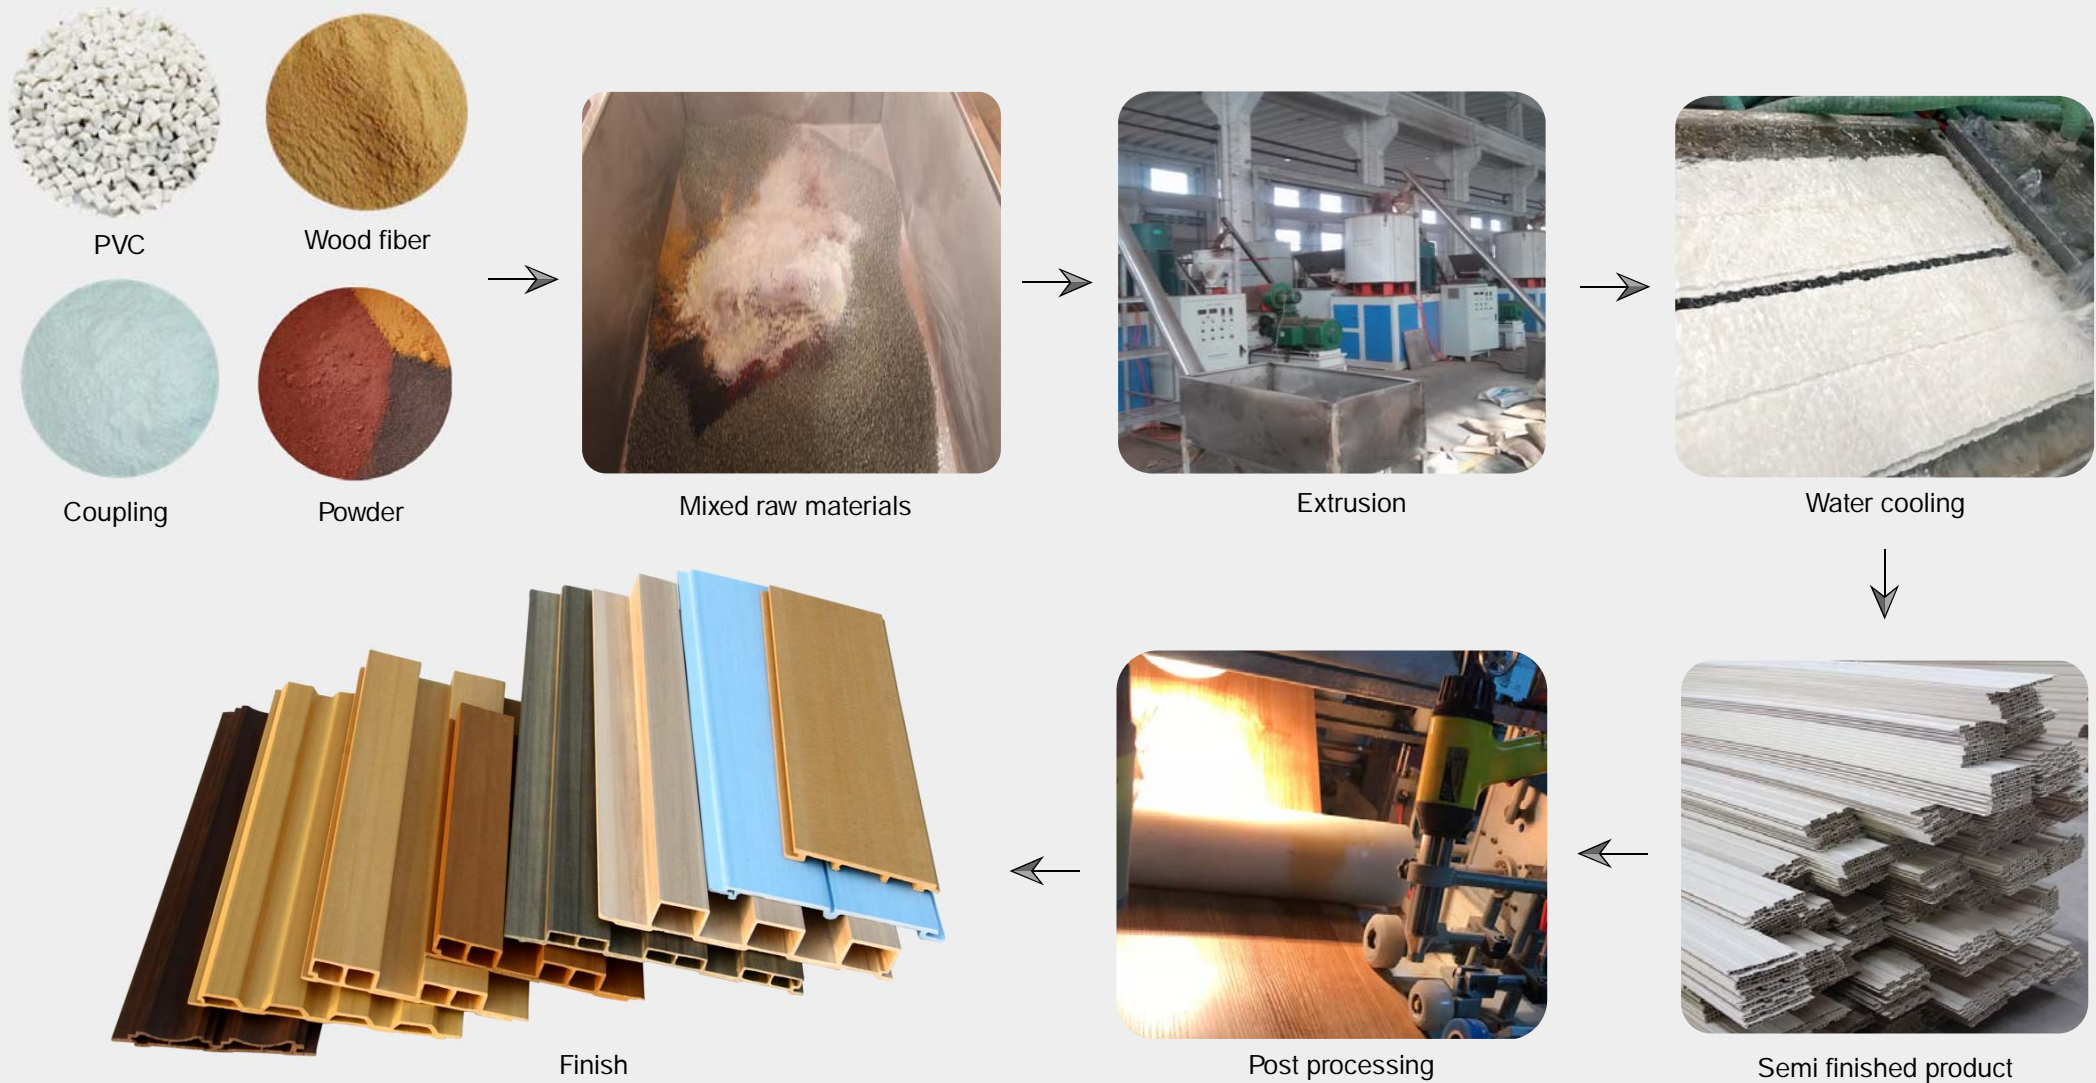 PVC
Wood fiber
Coupling
Powder
Mixed raw materials
Extrusion
Water cooling
Finish
Post processing
Semi finished product